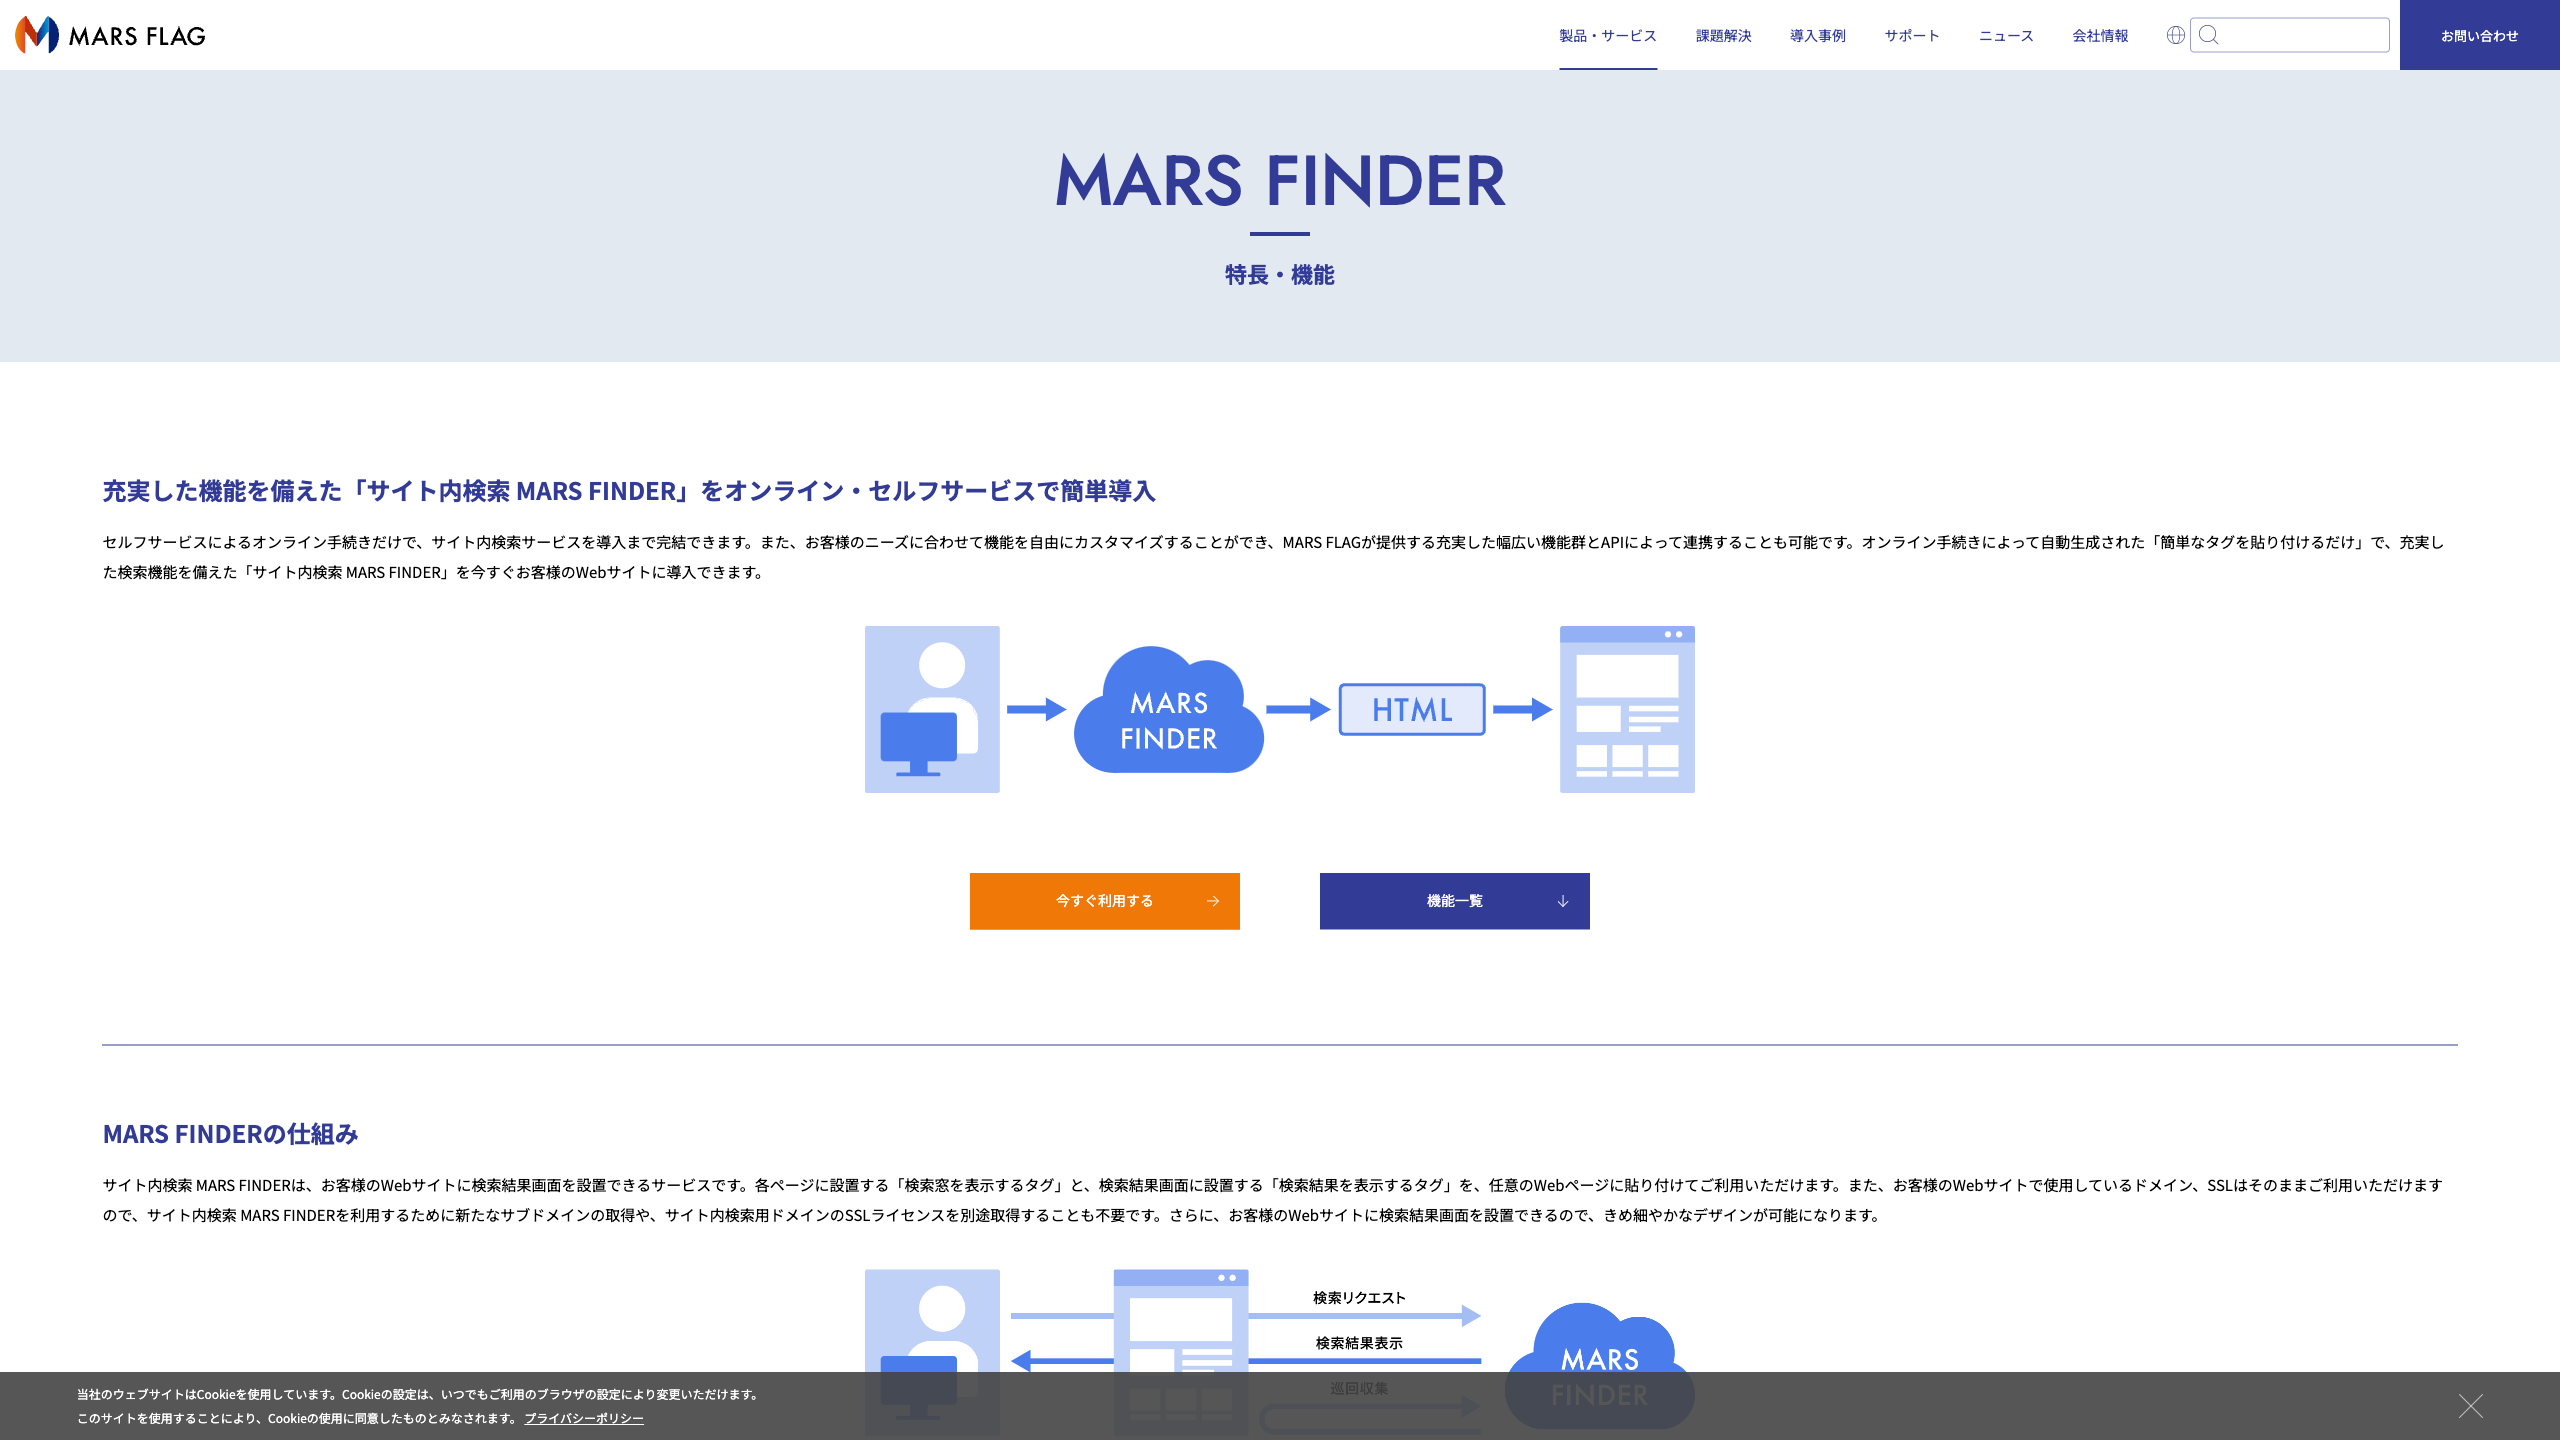 MARS FLAG
製品・サービス
課題解決
導入事例
サポート
ニュース
会社情報
お問い合わせ
MARS FINDER
特長・機能
充実した機能を備えた「サイト内検索 MARS FINDER」をオンライン・セルフサービスで簡単導入
セルフサービスによるオンライン手続きだけで、サイト内検索サービスを導入まで完結できます。また、お客様のニーズに合わせて機能を自由にカスタマイズすることができ、MARS FLAGが提供する充実した幅広い機能群とAPIによって連携することも可能です。オンライン手続きによって自動生成された「簡単なタグを貼り付けるだけ」で、充実し
た検索機能を備えた「サイト内検索 MARS FINDER」を今すぐお客様のWebサイトに導入できます。
MARS
FINDER
HTML
今すぐ利用する
機能一覧
MARS FINDERの仕組み
サイト内検索 MARS FINDERは、お客様のWebサイトに検索結果画面を設置できるサービスです。各ページに設置する「検索窓を表示するタグ」と、検索結果画面に設置する「検索結果を表示するタグ」を、任意のWebページに貼り付けてご利用いただけます。また、お客様のWebサイトで使用しているドメイン、SSLはそのままご利用いただけます
ので、サイト内検索 MARS FINDERを利用するために新たなサブドメインの取得や、サイト内検索用ドメインのSSLライセンスを別途取得することも不要です。さらに、お客様のWebサイトに検索結果画面を設置できるので、きめ細やかなデザインが可能になります。
検索リクエスト
検索結果表示
巡回収集
MARS
FINDER
当社のウェブサイトはCookieを使用しています。Cookieの設定は、いつでもご利用のブラウザの設定により変更いただけます。
このサイトを使用することにより、Cookieの使用に同意したものとみなされます。 プライバシーポリシー